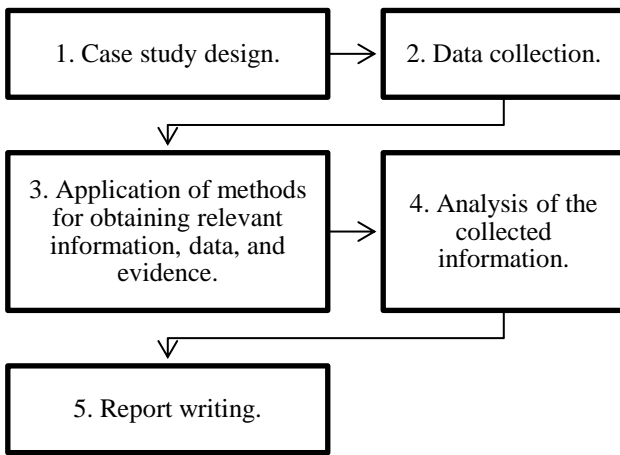 1. Case study design.
2. Data collection.
3. Application of methods
for obtaining relevant
information, data, and
evidence.
4. Analysis of the
collected
information.
5. Report writing.